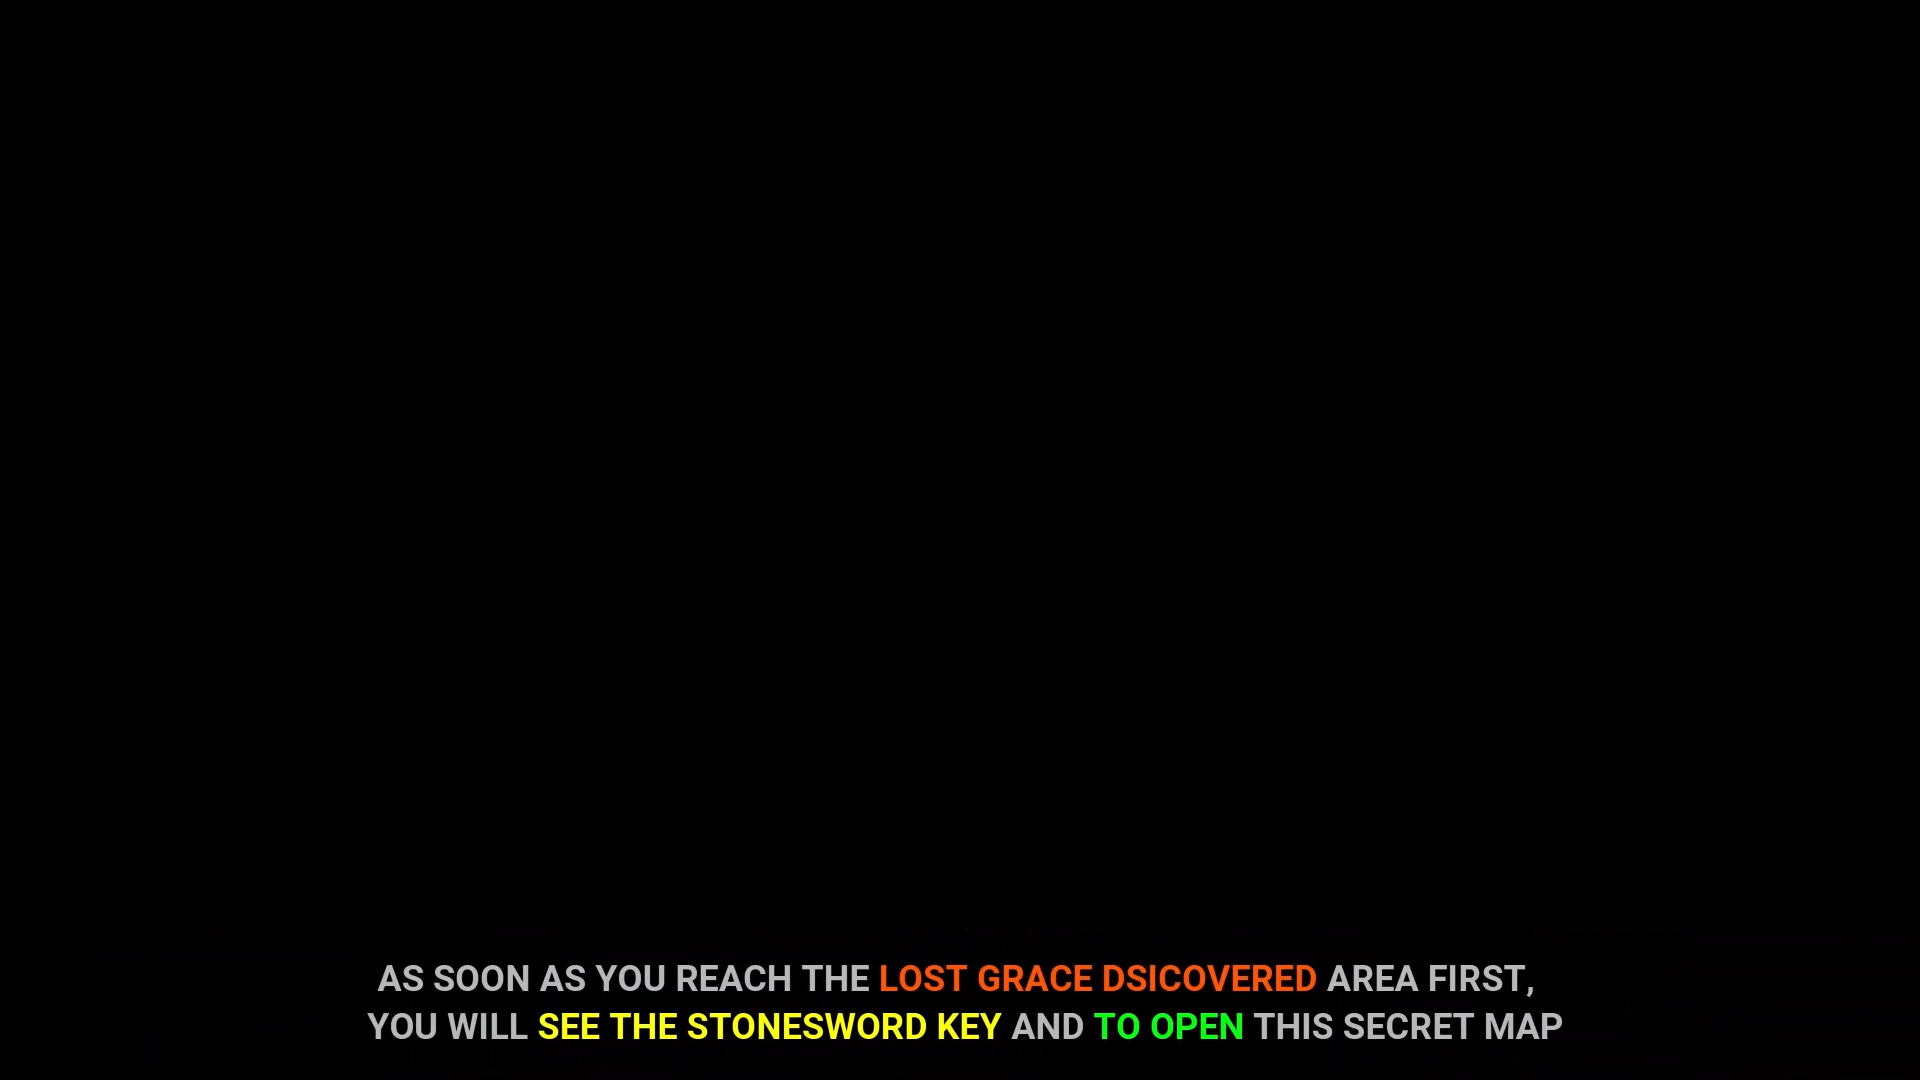 AS SOON AS YOU REACH THE LOST GRACE DSICOVERED AREA FIRST,
YOU WILL SEE THE STONESWORD KEY AND TO OPEN THIS SECRET MAP